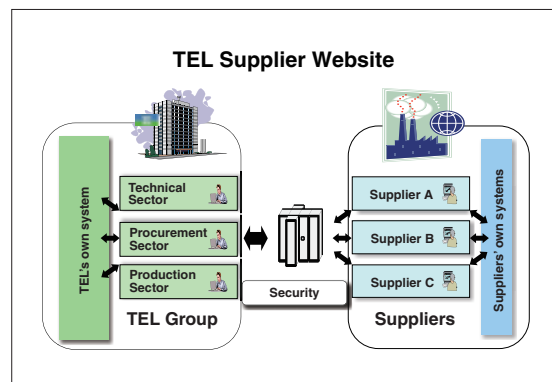 TEL Supplier Website
TEL's own system
Technical
Sector
Procurement
Sector
Production
Sector
TEL Group
Security
Supplier A
Supplier B
Supplier C
Suppliers
Suppliers' own systems